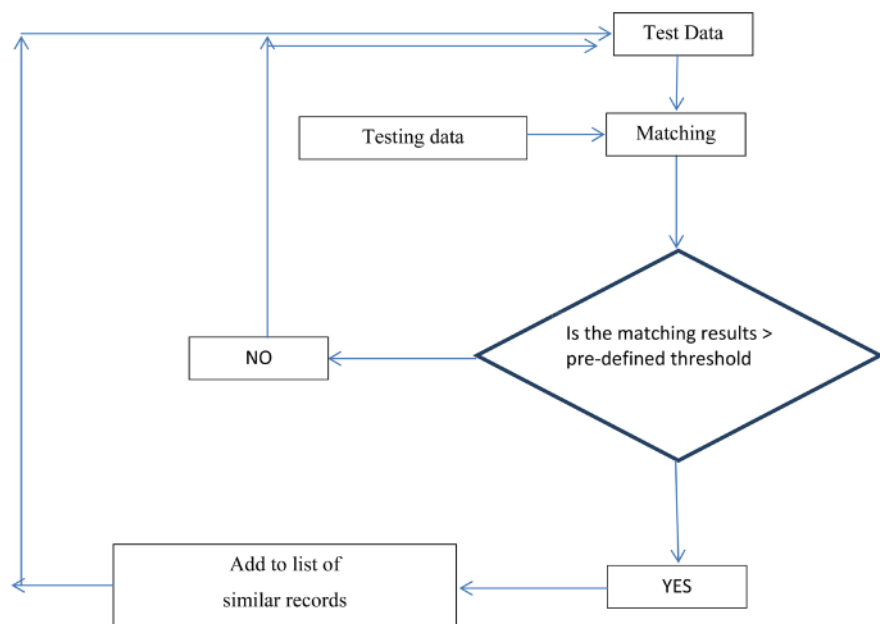 Test Data
Testing data
Matching
Is the matching results >
pre-defined threshold
NO
YES
Add to list of
similar records